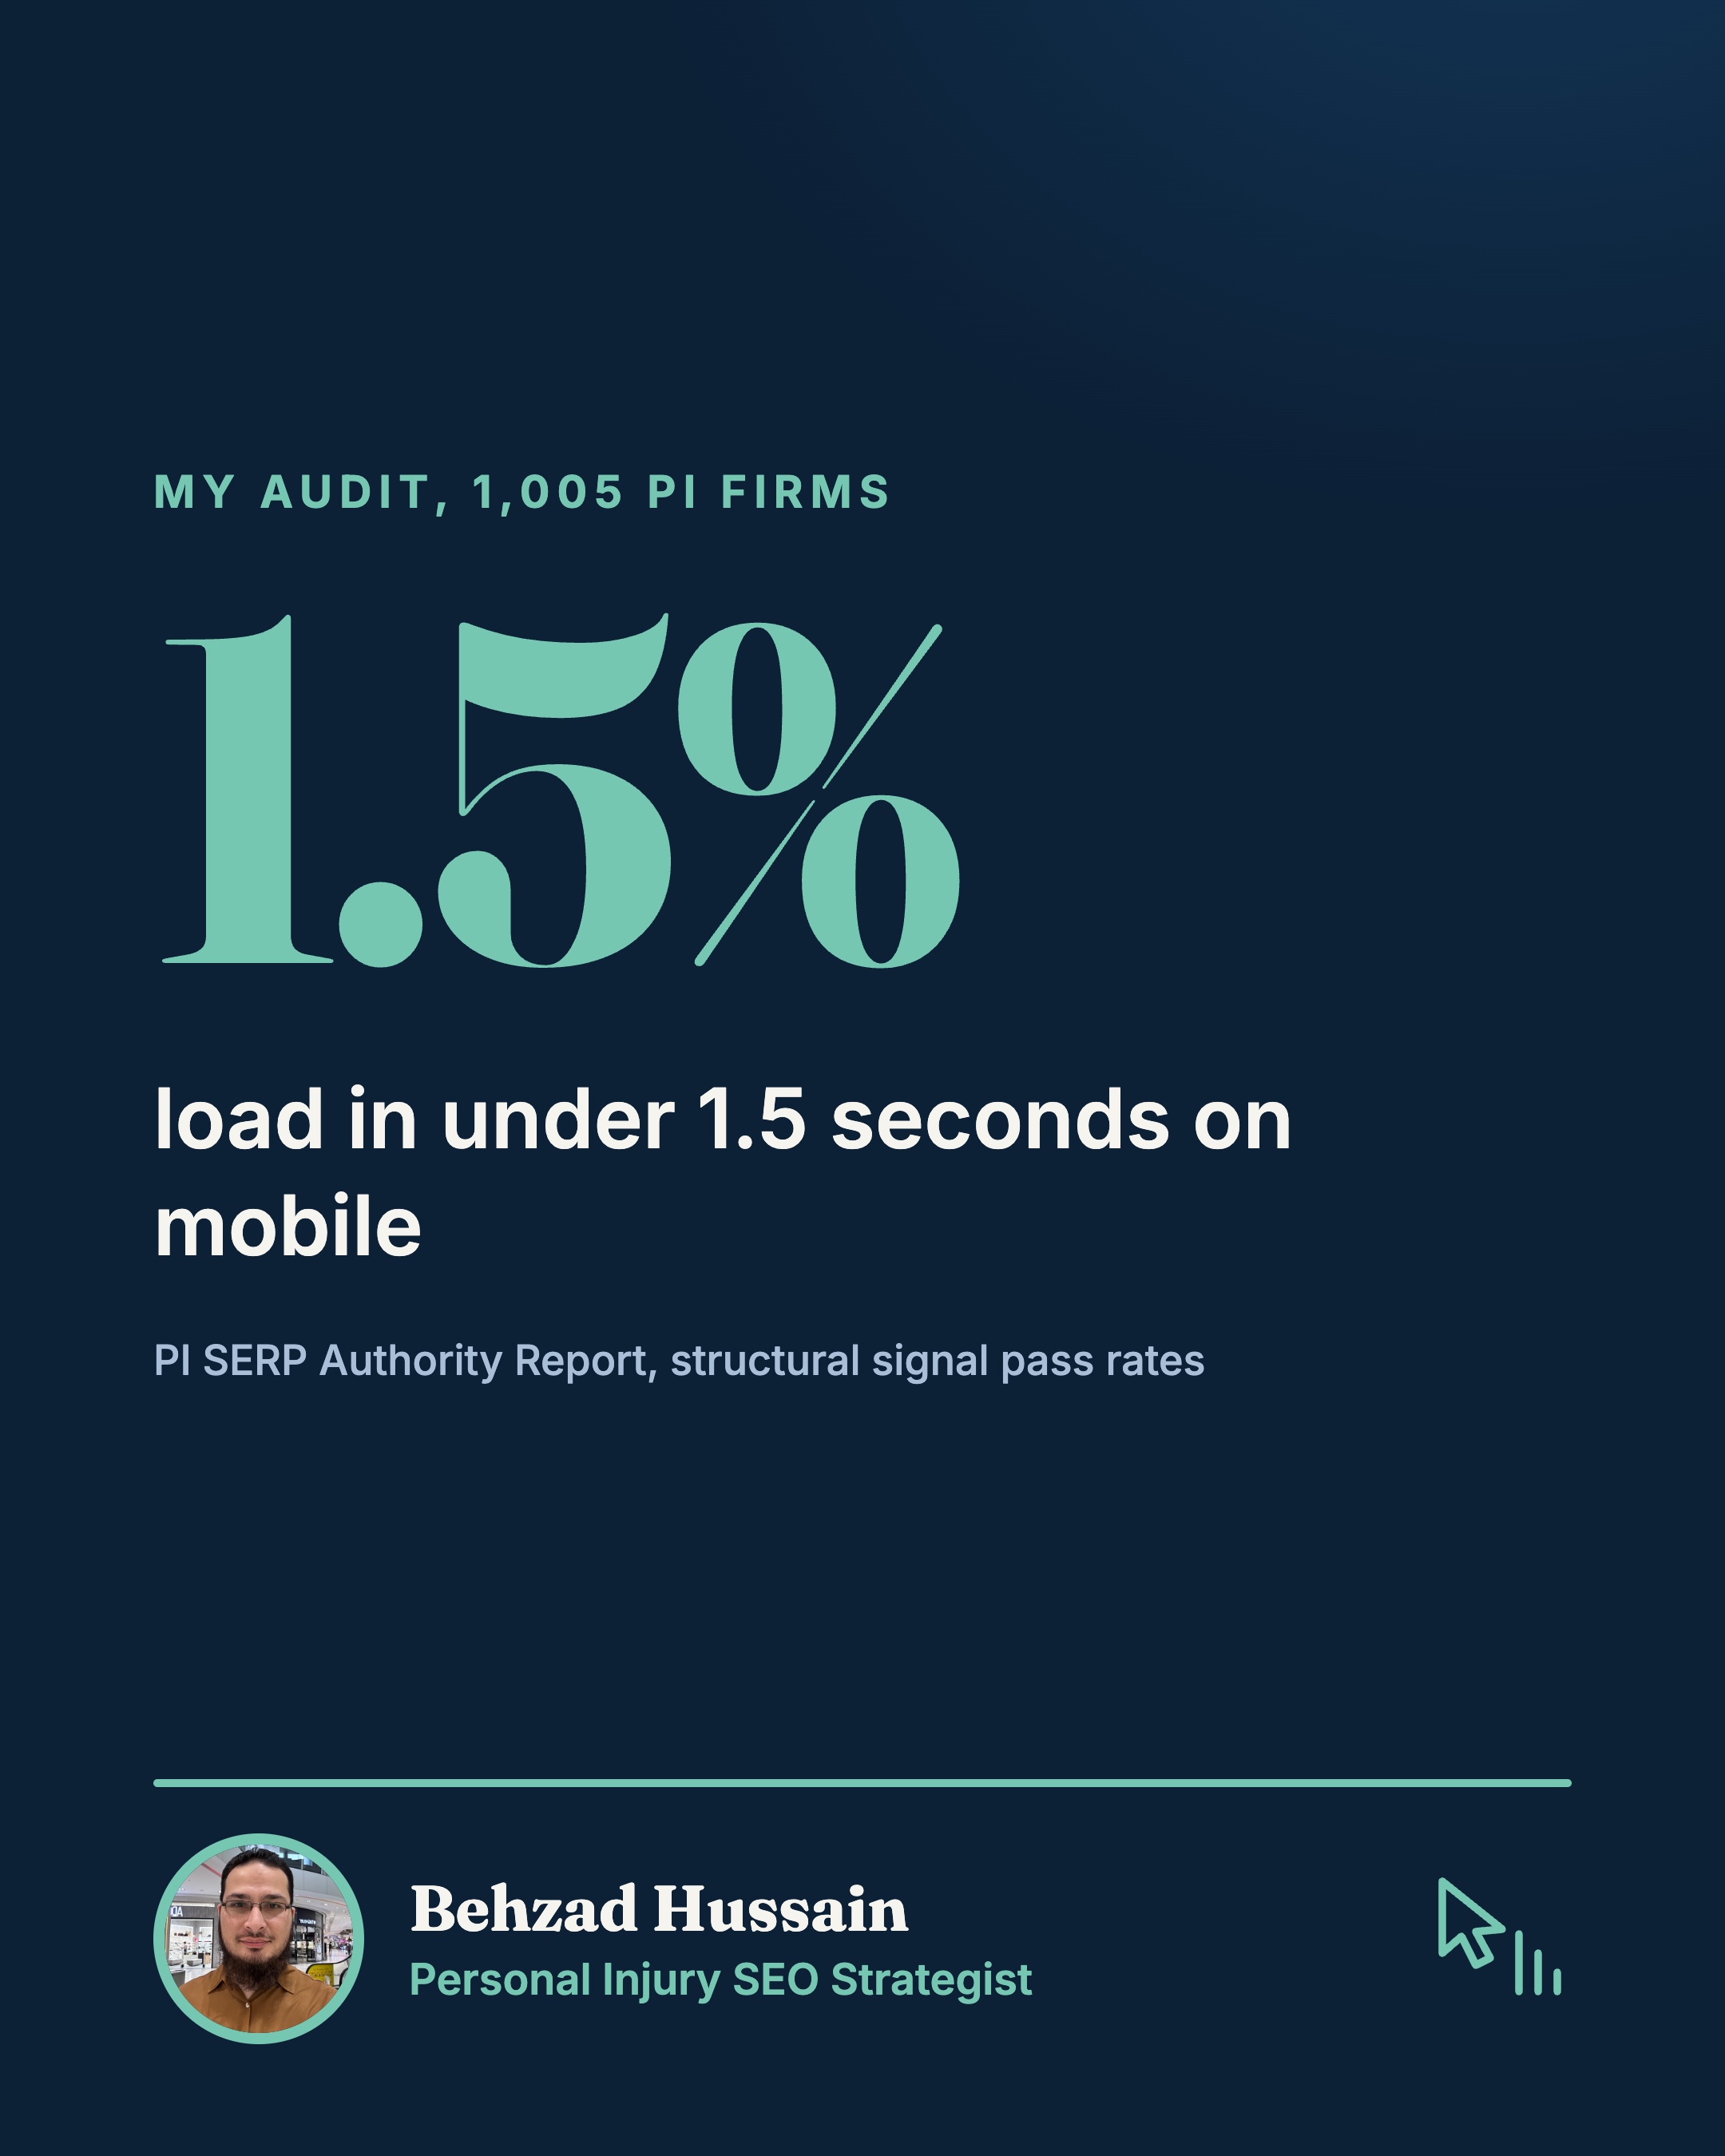 MY AUDIT, 1,005 PI FIRMS
1.5%
load in under 1.5 seconds on
mobile
PI SERP Authority Report, structural signal pass rates
Behzad Hussain
Personal Injury SEO Strategist